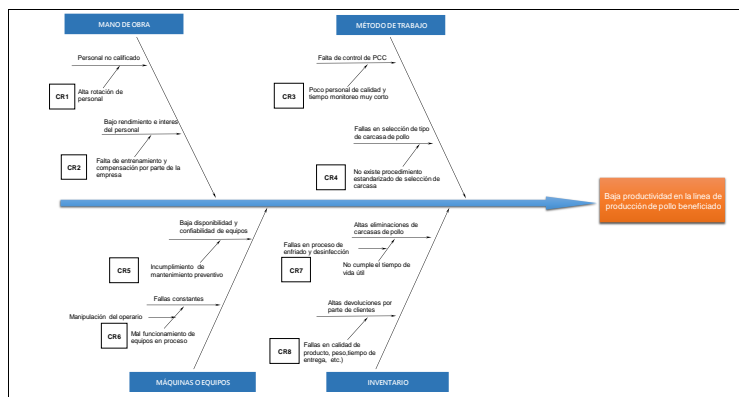 MANO DE OBRA
MÉTODO DE TRABAJO
Personal no calificado
CR1
Alta rotación de
personal
Bajo rendimiento e interes
del personal
CR2
Falta de entrenamiento y
compensación por parte de la
empresa
Falta de control de PCC
CR3
Poco personal de calidad y
tiempo monitoreo muy corto
Fallas en selección de tipo
de carcasa de pollo
CR4
No existe procedimiento
estandarizado de selección de
carcasa
Baja productividad en la linea de
producción de pollo beneficiado
Baja disponibilidad y
confiabilidad de equipos
CR5
Incumplimiento de
mantenimiento preventivo
Fallas constantes
Manipulación del operario
CR6
Mal funcionamiento de
equipos en proceso
Altas eliminaciones de
carcasas de pollo
Fallas en proceso de
enfriado y desinfección
CR7
No cumple el tiempo de
vida útil
Altas devoluciones por
parte de clientes
CR8
Fallas en calidad de
producto, peso,tiempo de
entrega, etc.)
MÁQUINAS O EQUIPOS
INVENTARIO